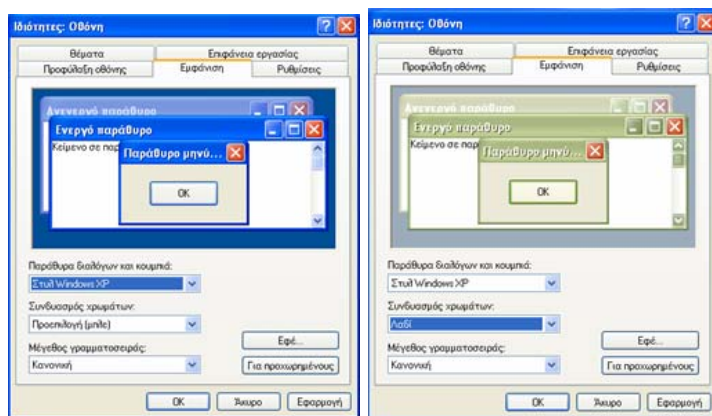 Ιδιότητες: Οθόνη
Θέματα
Επιφάνεια εργασίας
Προφύλαξη οθόνης
Εμφάνιση
Ρυθμίσεις
Ανενεργό παράθυρο
Ενεργό παράθυρο
Κείμενο σε παρ
Παράθυρο μηνύ...
OK
Παράθυρα διαλόγων και κουμπιά:
Στυλ Windows XP
Συνδυασμός χρωμάτων:
Προεπιλογή (μπλε)
Εφέ...
Μέγεθος γραμματοσειράς:
Κανονική
Για προχωρημένους
OK
Άκυρο
Εφαρμογή
Ιδιότητες: Οθόνη
Θέματα
Επιφάνεια εργασίας
Προφύλαξη οθόνης
Εμφάνιση
Ρυθμίσεις
Ανενεργό παράθυρο
Ενεργό παράθυρο
Κείμενο σε παρ
Παράθυρο μηνύ...
OK
Παράθυρα διαλόγων και κουμπιά:
Στυλ Windows XP
Συνδυασμός χρωμάτων:
Λαδί
Εφέ...
Μέγεθος γραμματοσειράς:
Κανονική
Για προχωρημένους
OK
Άκυρο
Εφαρμογή